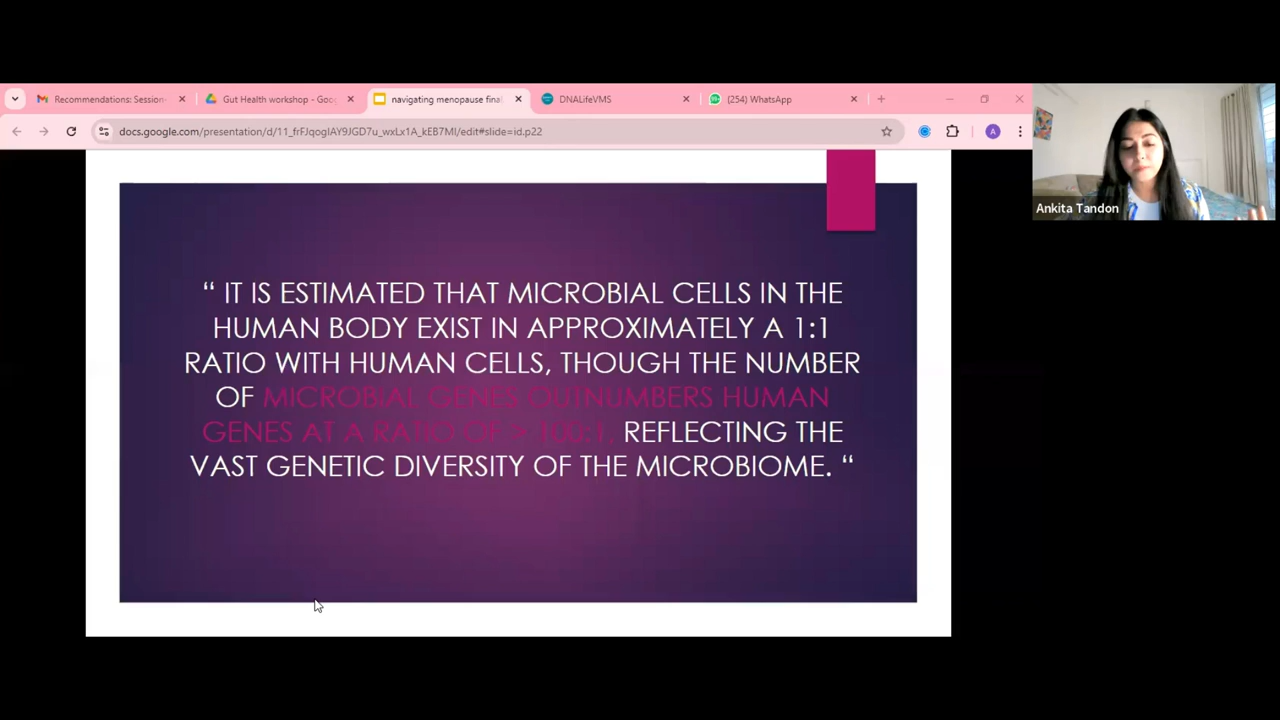 Recommendations: Session-
Gut Health workshop - Goo
navigating menopause fina
DNALifeVMS
(254) WhatsApp
docs.google.com/presentation/d/11_frFJqogIAY9JGD7u_wxLx1A_kEB7MI/edit#slide=id.p22
A
Ankita Tandon
“ IT IS ESTIMATED THAT MICROBIAL CELLS IN THE
HUMAN BODY EXIST IN APPROXIMATELY A 1:1
RATIO WITH HUMAN CELLS, THOUGH THE NUMBER
OF MICROBIAL GENES OUTNUMBERS HUMAN
GENES AT A RATIO OF > 100:1, REFLECTING THE
VAST GENETIC DIVERSITY OF THE MICROBIOME. “